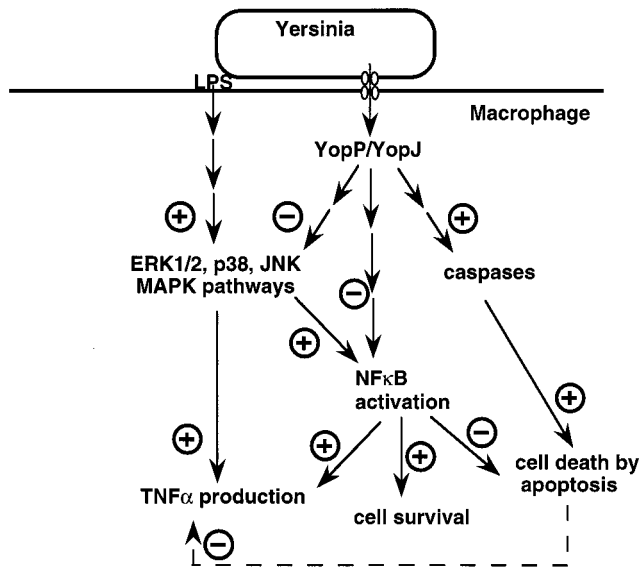 Yersinia
LPS
Macrophage
YopP/YopJ
+
−
+
ERK1/2, p38, JNK
MAPK pathways
caspases
−
+
NFκB
activation
+
+
+
+
−
cell death by
apoptosis
TNFα production
cell survival
−